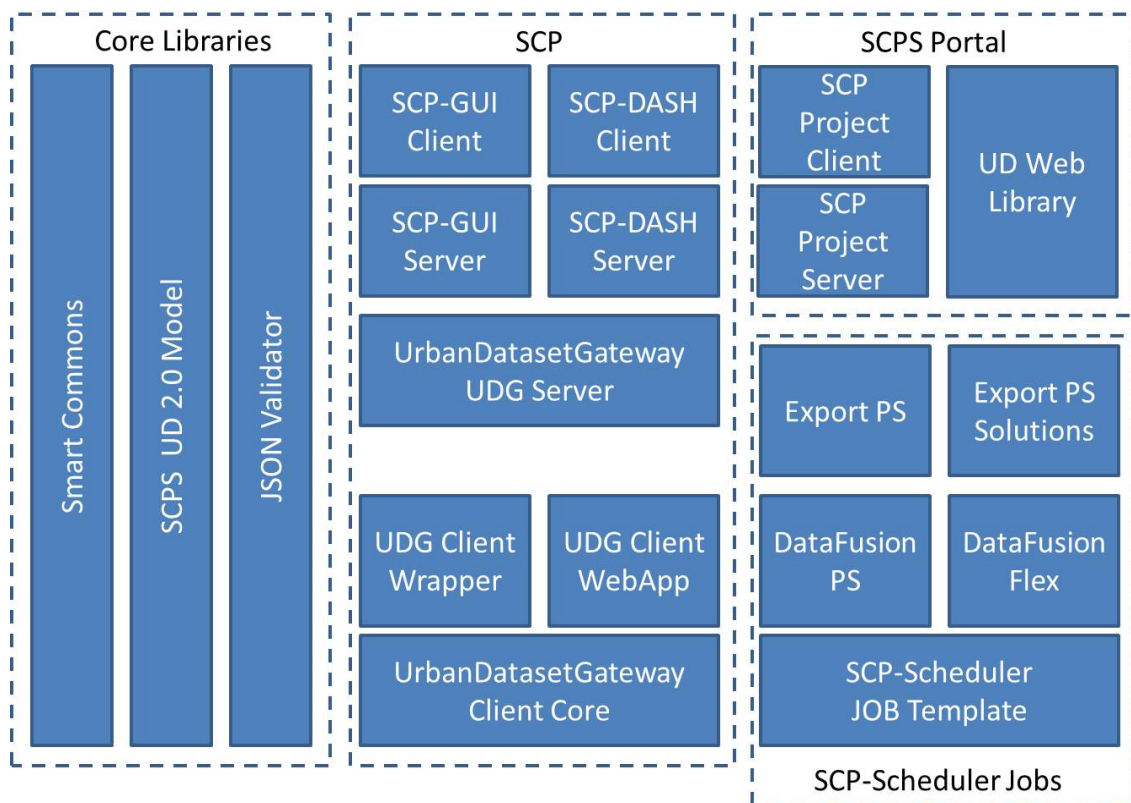 Core Libraries
Smart Commons
SCPS UD 2.0 Model
JSON Validator
SCP
SCP-GUI
Client
SCP-DASH
Client
SCP-GUI
Server
SCP-DASH
Server
UrbanDatasetGateway
UDG Server
UDG Client
Wrapper
UDG Client
WebApp
UrbanDatasetGateway
Client Core
SCPS Portal
SCP
Project
Client
SCP
Project
Server
UD Web
Library
Export PS
Export PS
Solutions
DataFusion
PS
DataFusion
Flex
SCP-Scheduler
JOB Template
SCP-Scheduler Jobs